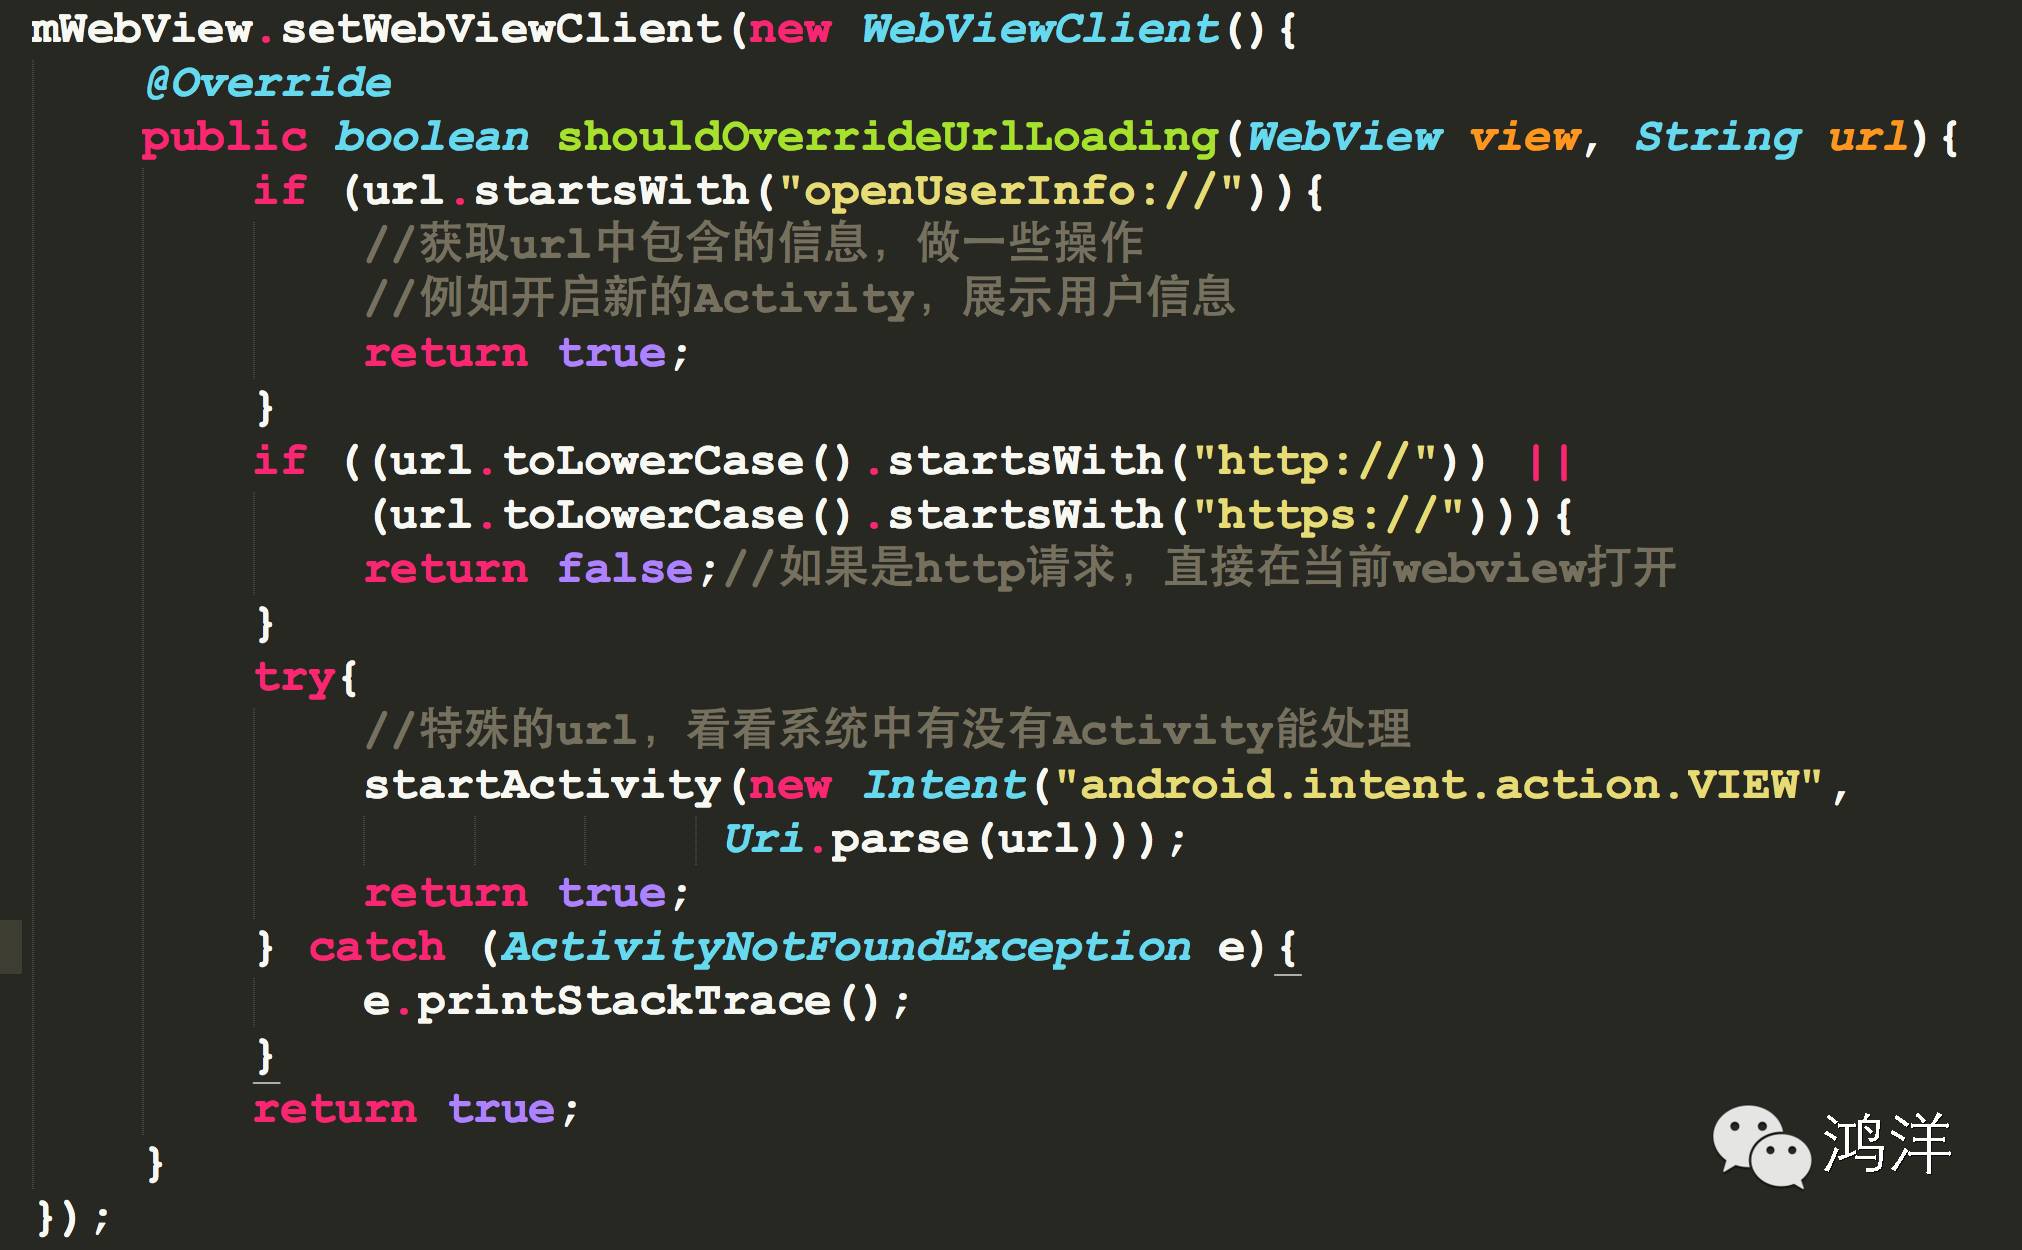 mWebView.setWebViewClient(new WebViewClient(){
@Override
public boolean shouldOverrideUrlLoading(WebView view, String url){
if (url.startsWith("openUserInfo://")){
//获取url中包含的信息，做一些操作
//例如开启新的Activity，展示用户信息
return true;
}
if ((url.toLowerCase().startsWith("http://")) ||
(url.toLowerCase().startsWith("https://"))){
return false;//如果是http请求，直接在当前webview打开
}
try{
//特殊的url，看看系统中有没有Activity能处理
startActivity(new Intent("android.intent.action.VIEW",
Uri.parse(url)));
return true;
} catch (ActivityNotFoundException e){
e.printStackTrace();
}
return true;
}
});
鸿洋